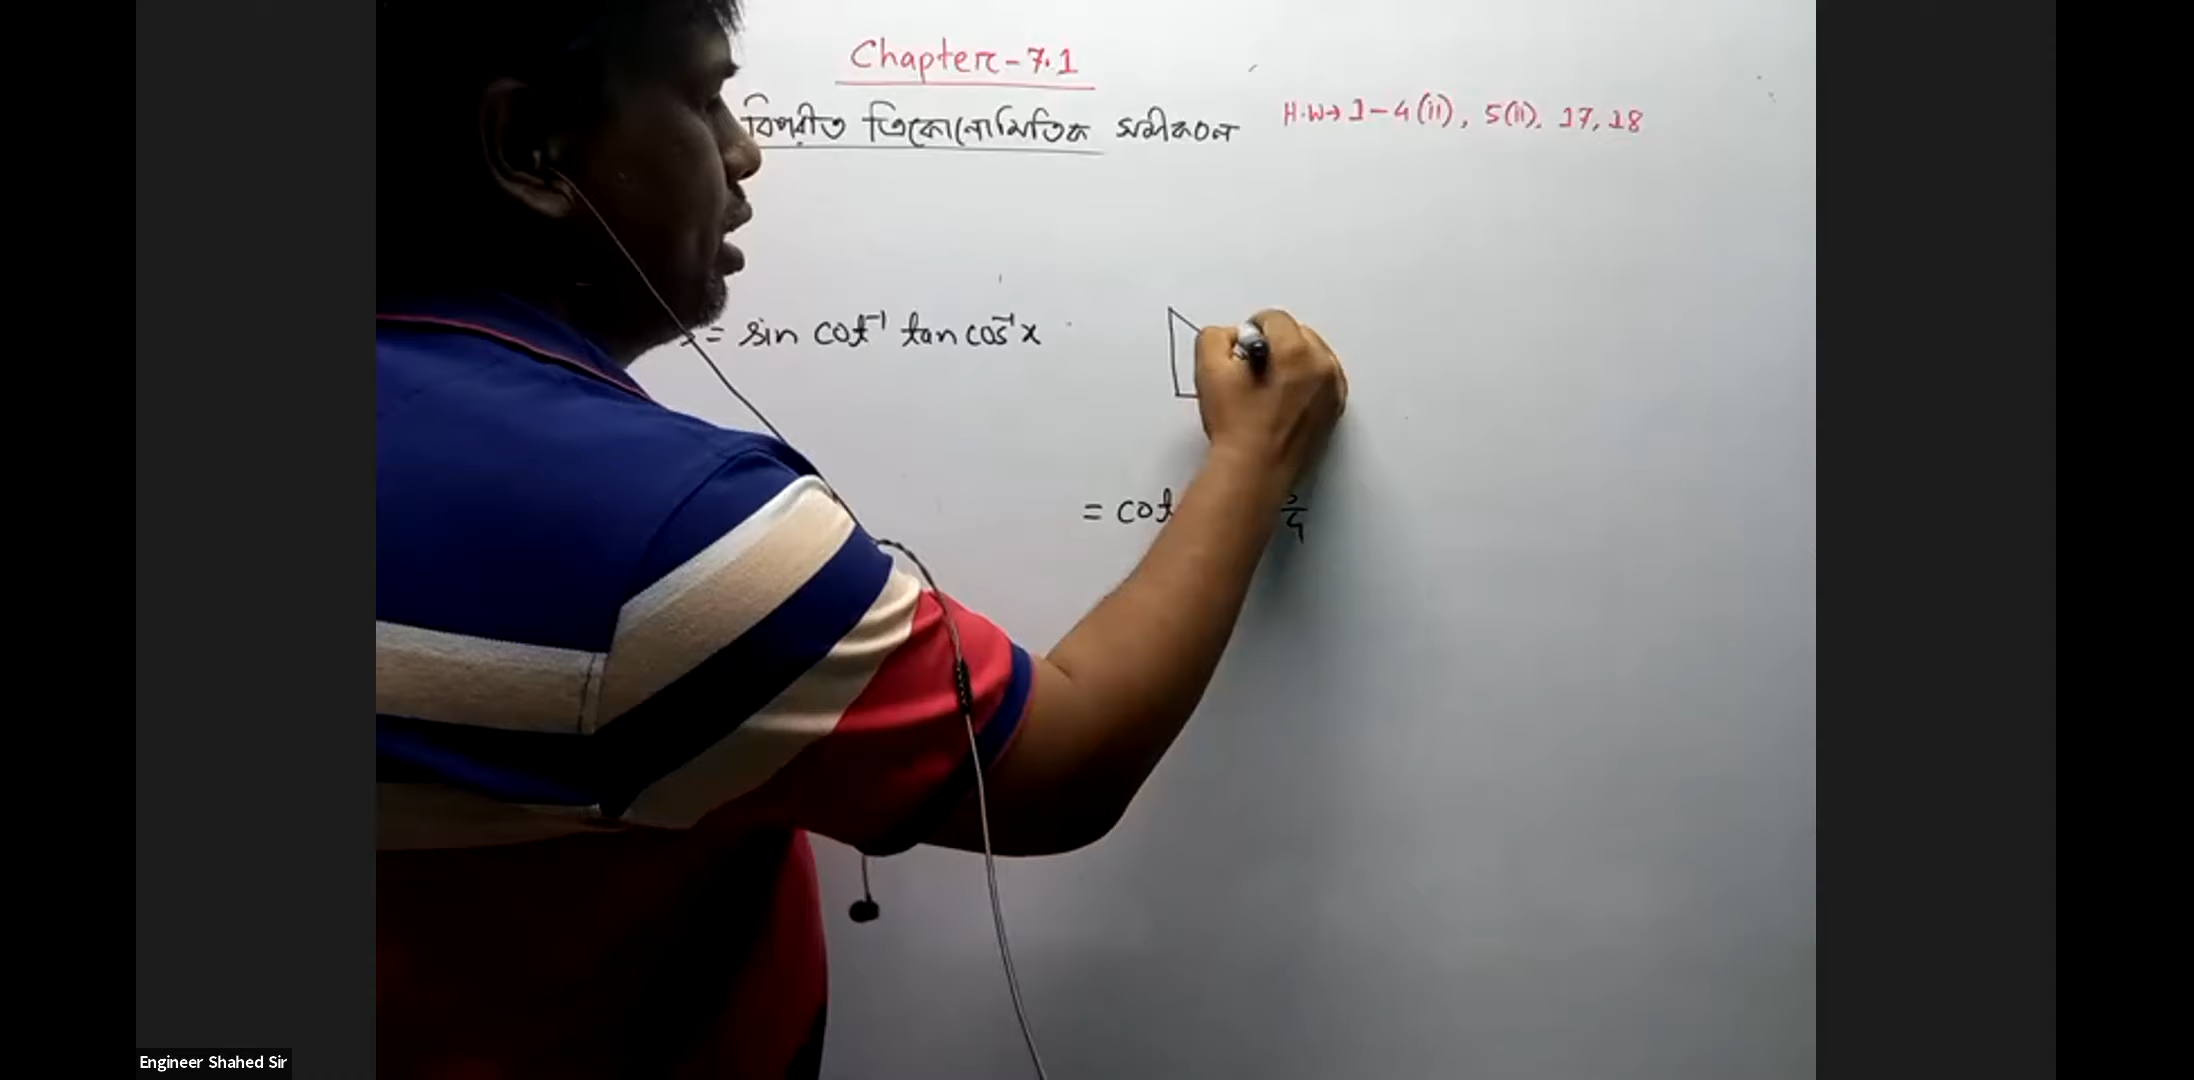 Chapter-7.1
বিপরীত ত্রিকোনোমিতিক সমীকরণ
H.W→ 1-4(ii), 5(ii), 17, 18
= sin cot⁻¹ tan cos⁻¹x
= cot
Engineer Shahed Sir